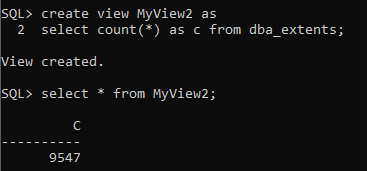 SQL> create view MyView2 as
  2  select count(*) as c from dba_extents;
View created.
SQL> select * from MyView2;
         C
----------
      9547